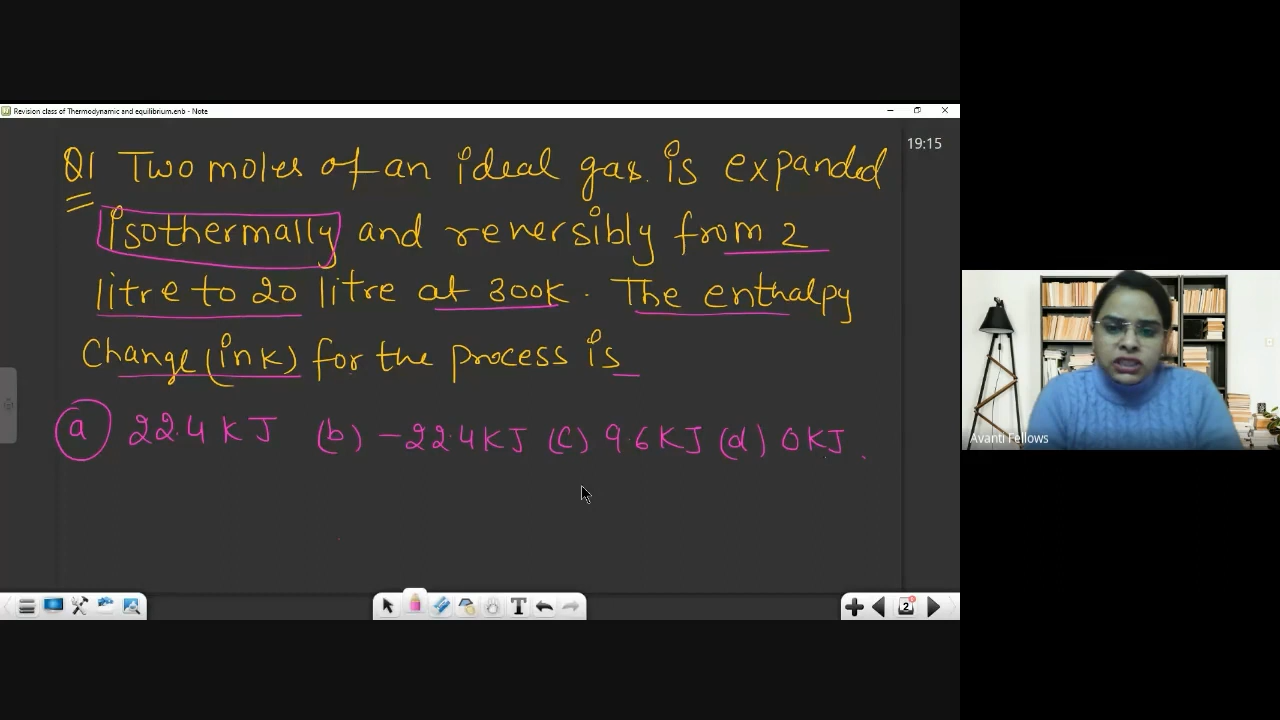 Revision class of Thermodynamic and equilibrium.enb - Note
19:15
Q1 Two moles of an ideal gas. is expanded
isothermally and reversibly from 2
litre to 20 litre at 300k. The enthalpy
Change (in k) for the process is
(a) 22.4 KJ (b) -22.4 KJ (c) 9.6 KJ (d) 0 KJ.
Avanti Fellows
T
2